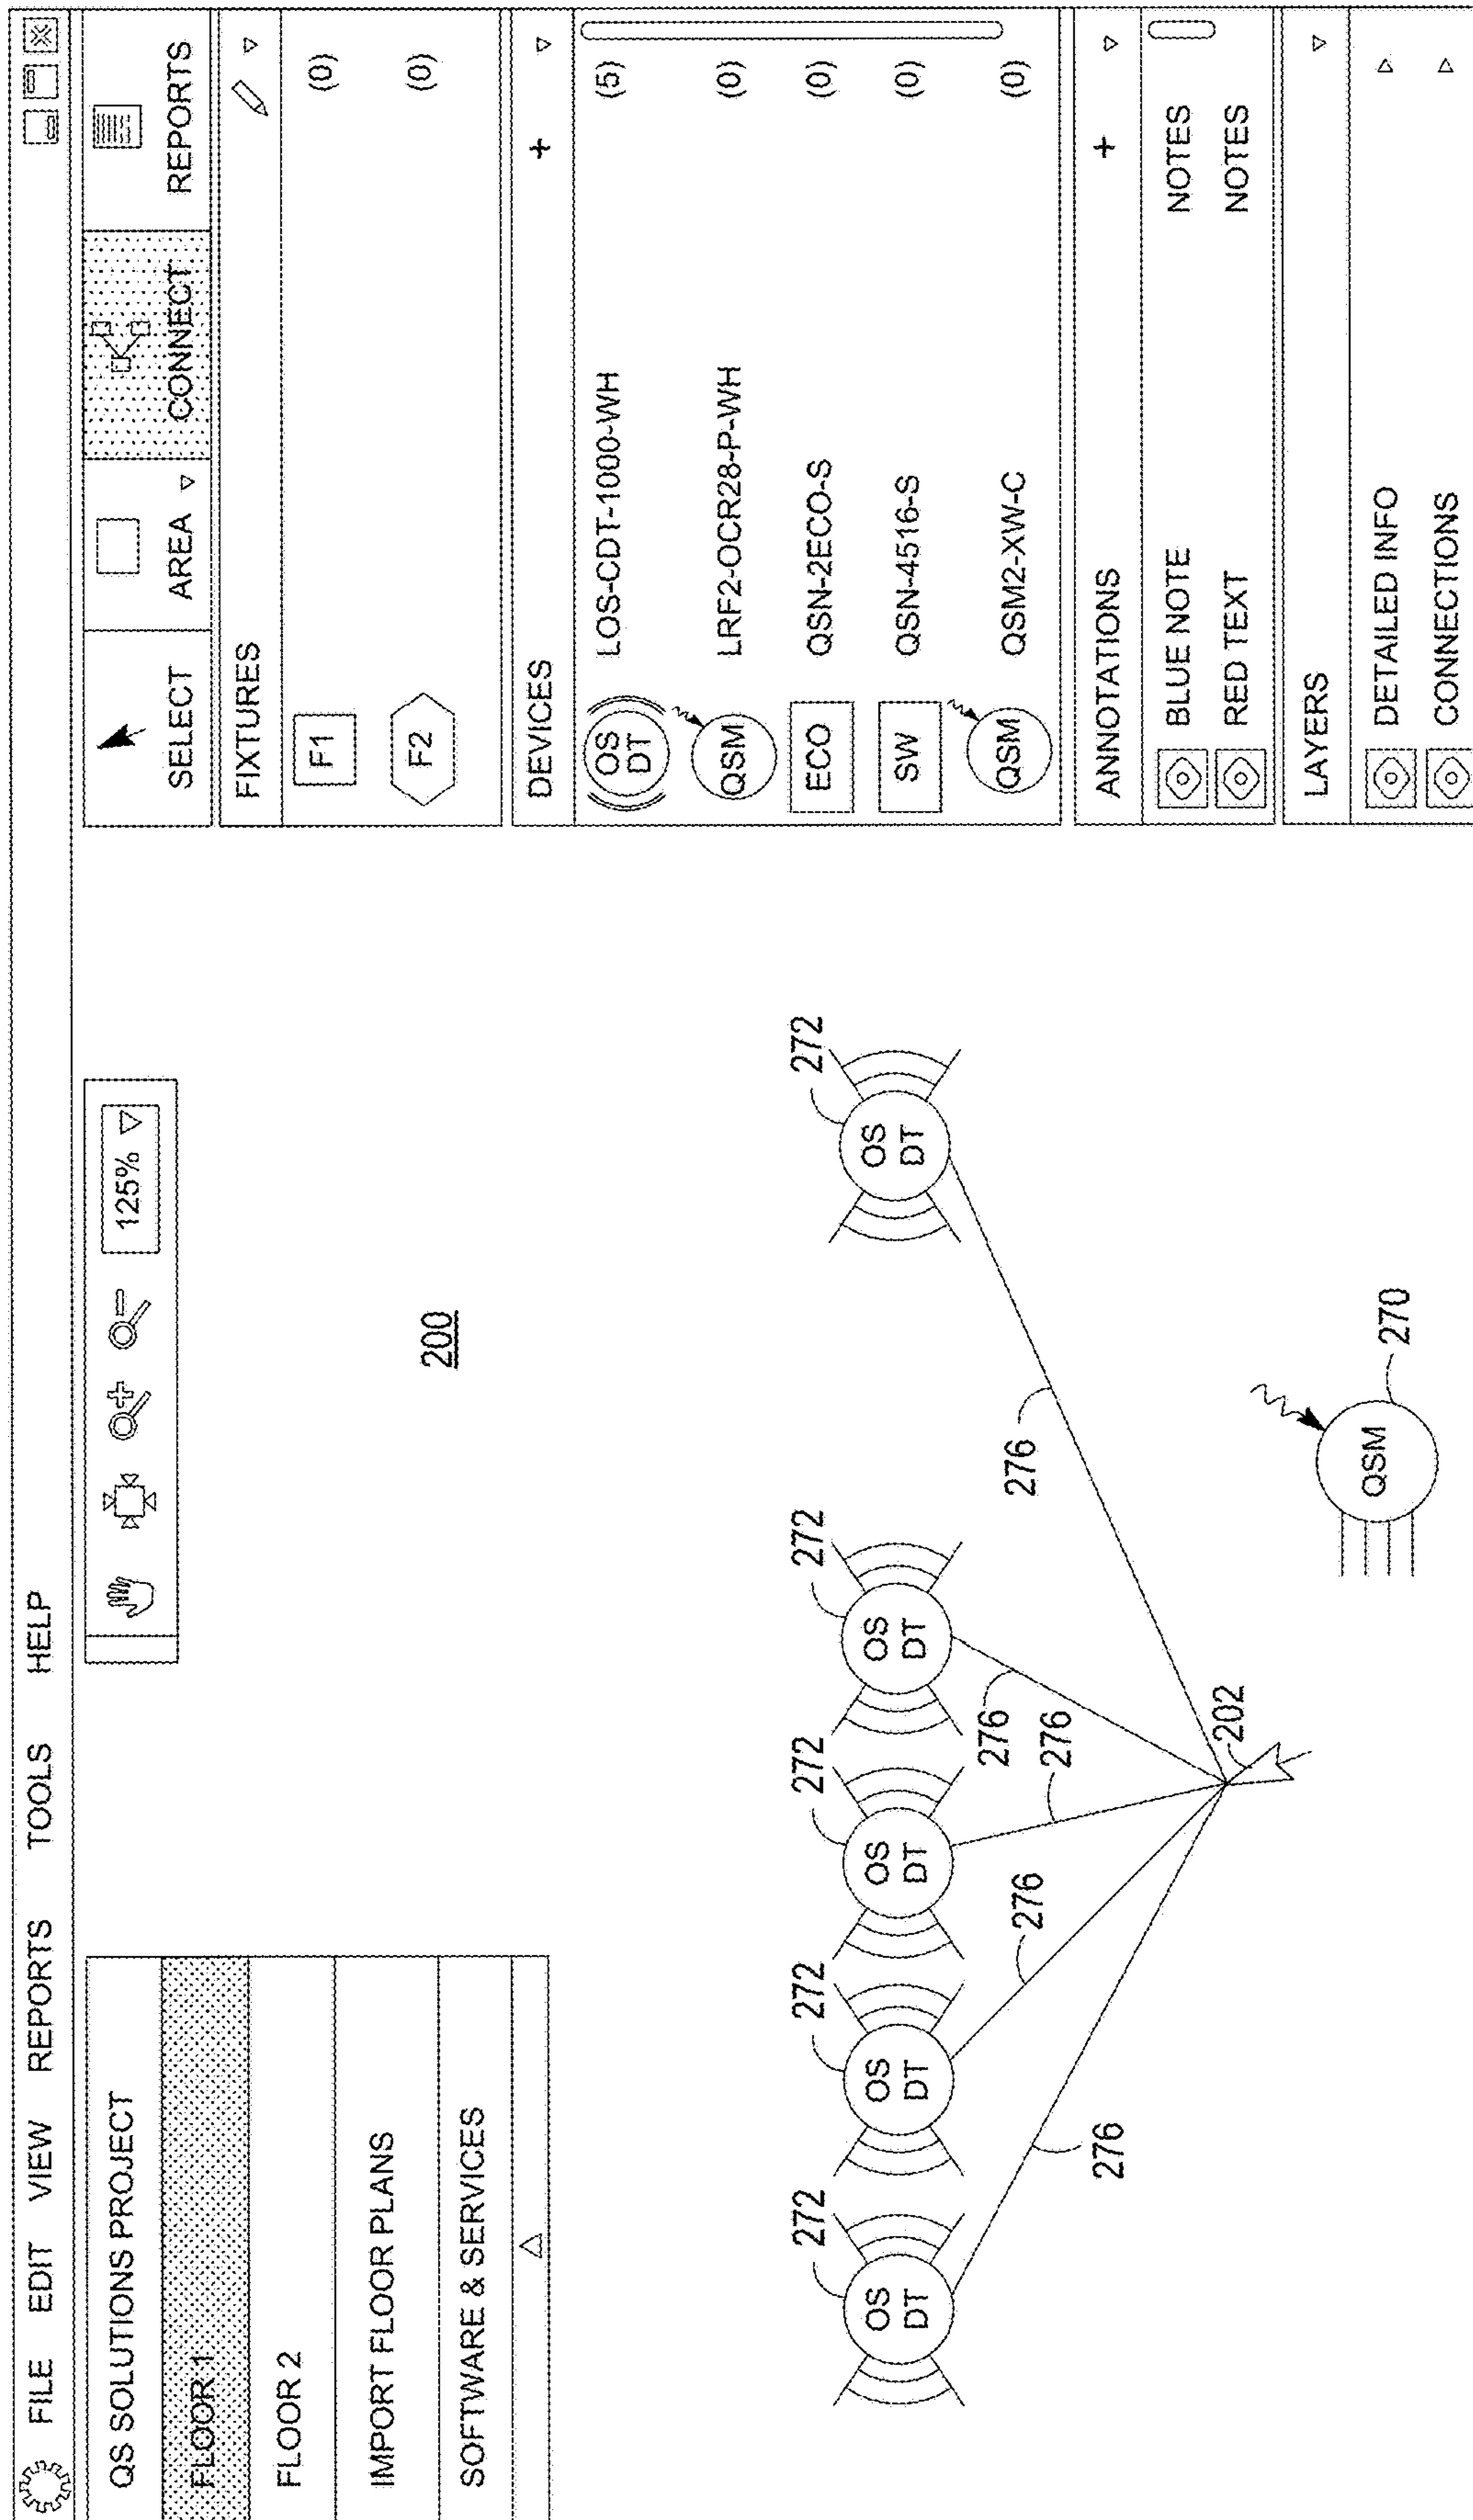 FILE EDIT VIEW REPORTS TOOLS HELP
QS SOLUTIONS PROJECT
FLOOR 1
FLOOR 2
IMPORT FLOOR PLANS
SOFTWARE & SERVICES
125%
200
SELECT
AREA
CONNECT
REPORTS
FIXTURES
F1 (0)
F2 (0)
DEVICES +
OS DT LOS-CDT-1000-WH (5)
QSM LRF2-OCR28-P-WH (0)
ECO QSN-2ECO-S (0)
SW QSN-4516-S (0)
QSM QSM2-XW-C (0)
ANNOTATIONS +
BLUE NOTE NOTES
RED TEXT NOTES
LAYERS
DETAILED INFO
CONNECTIONS
272 272 272 272 272
OS OS OS OS OS
DT DT DT DT DT
276 276 276 276 276
202
QSM
270